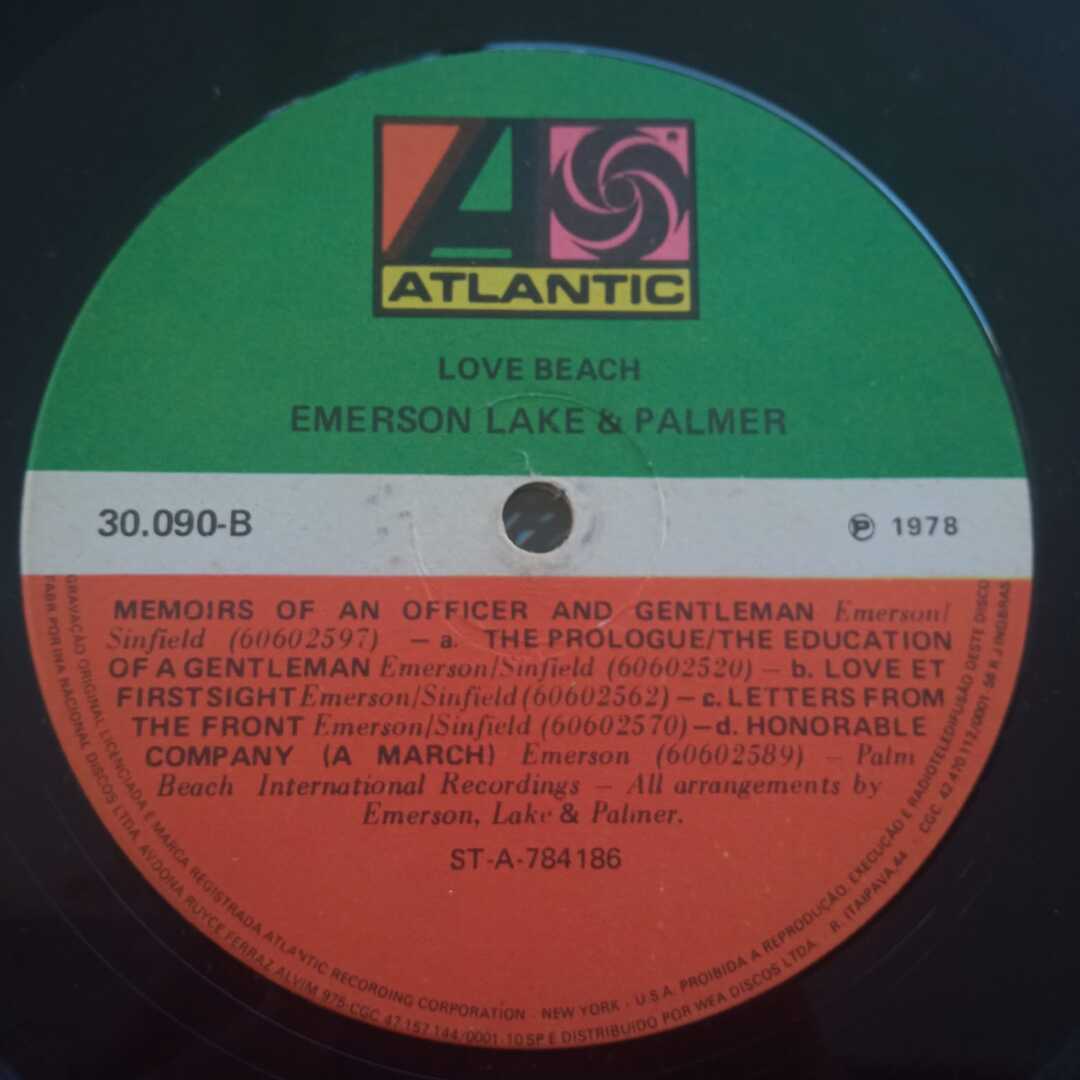 ATLANTIC
LOVE BEACH
EMERSON LAKE & PALMER
30.090-B
℗ 1978
MEMOIRS OF AN OFFICER AND GENTLEMAN Emerson/
Sinfield (60602597) – a. THE PROLOGUE/THE EDUCATION
OF A GENTLEMAN Emerson/Sinfield (60602520) – b. LOVE ET
FIRST SIGHT Emerson/Sinfield (60602562) – c. LETTERS FROM
THE FRONT Emerson/Sinfield (60602570) – d. HONORABLE
COMPANY (A MARCH) Emerson (60602589) – Palm
Beach International Recordings – All arrangements by
Emerson, Lake & Palmer.
ST-A-784186
GRAVAÇÃO ORIGINAL LICENCIADA E MARCA REGISTRADA ATLANTIC RECORDING CORPORATION - NEW YORK - U.S.A. PROIBIDA A REPRODUÇÃO, EXECUÇÃO E RADIOTELEDIFUSÃO DESTE DISCO
FABR. POR INA NACIONAL DISCOS LTDA. AV. DONA RUYCE FERRAZ ALVIM 975-CGC 47.157.144/0001-10 SP E DISTRIBUIDO POR WEA DISCOS LTDA. R. ITAIPAVA, 44 - CGC 42.470.112/0001- RJ IND BRAS